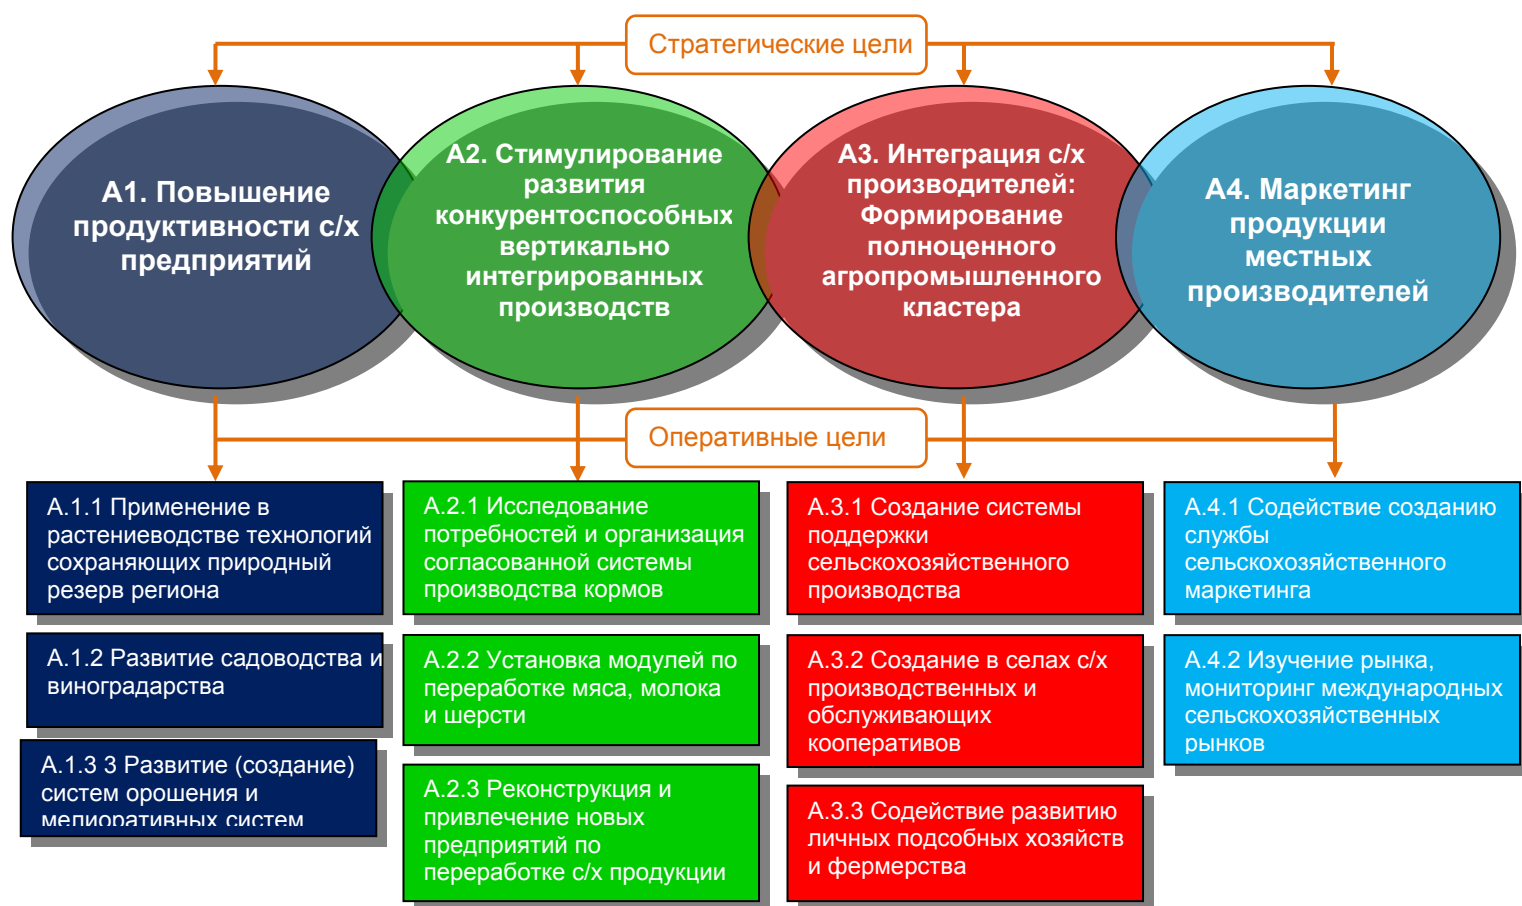 Стратегические цели
А1. Повышение
продуктивности с/х
предприятий
А2. Стимулирование
развития
конкурентоспособных
вертикально
интегрированных
производств
А3. Интеграция с/х
производителей:
Формирование
полноценного
агропромышленного
кластера
А4. Маркетинг
продукции
местных
производителей
Оперативные цели
А.1.1 Применение в
растениеводстве технологий
сохраняющих природный
резерв региона
А.1.2 Развитие садоводства и
виноградарства
А.1.3 3 Развитие (создание)
систем орошения и
мелиоративных систем
А.2.1 Исследование
потребностей и организация
согласованной системы
производства кормов
А.2.2 Установка модулей по
переработке мяса, молока
и шерсти
А.2.3 Реконструкция и
привлечение новых
предприятий по
переработке с/х продукции
А.3.1 Создание системы
поддержки
сельскохозяйственного
производства
А.3.2 Создание в селах с/х
производственных и
обслуживающих
кооперативов
А.3.3 Содействие развитию
личных подсобных хозяйств
и фермерства
А.4.1 Содействие созданию
службы
сельскохозяйственного
маркетинга
А.4.2 Изучение рынка,
мониторинг международных
сельскохозяйственных
рынков